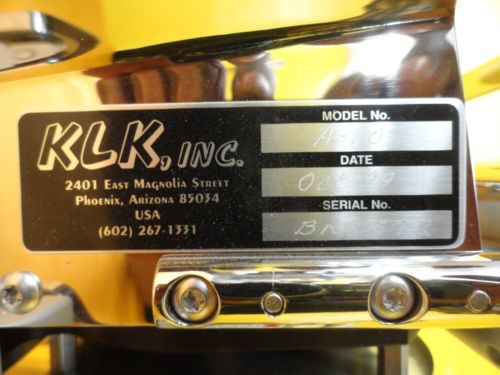 KLK, INC.
2401 EAST MAGNOLIA STREET
PHOENIX, ARIZONA 85034
USA
(602) 267-1331
MODEL No.
DATE
SERIAL No.